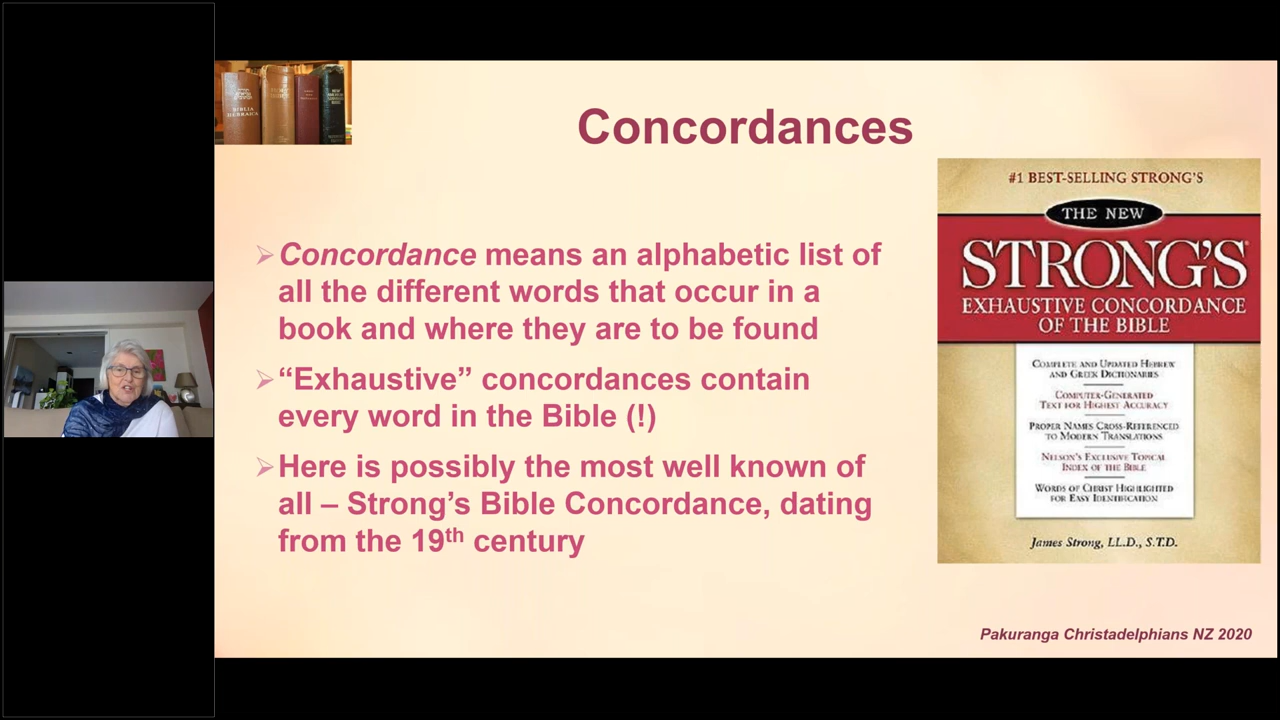 BIBLIA
HEBRAICA
Concordances
Concordance means an alphabetic list of
all the different words that occur in a
book and where they are to be found
“Exhaustive” concordances contain
every word in the Bible (!)
Here is possibly the most well known of
all – Strong’s Bible Concordance, dating
from the 19th century
#1 BEST-SELLING STRONG'S
THE NEW
STRONG'S
EXHAUSTIVE CONCORDANCE
OF THE BIBLE
COMPLETE AND UPDATED HEBREW
AND GREEK DICTIONARIES
COMPUTER-GENERATED
TEXT FOR HIGHEST ACCURACY
PROPER NAMES CROSS-REFERENCED
TO MODERN TRANSLATIONS
NELSON'S EXCLUSIVE TOPICAL
INDEX OF THE BIBLE
WORDS OF CHRIST HIGHLIGHTED
FOR EASY IDENTIFICATION
James Strong, LL.D., S.T.D.
Pakuranga Christadelphians NZ 2020